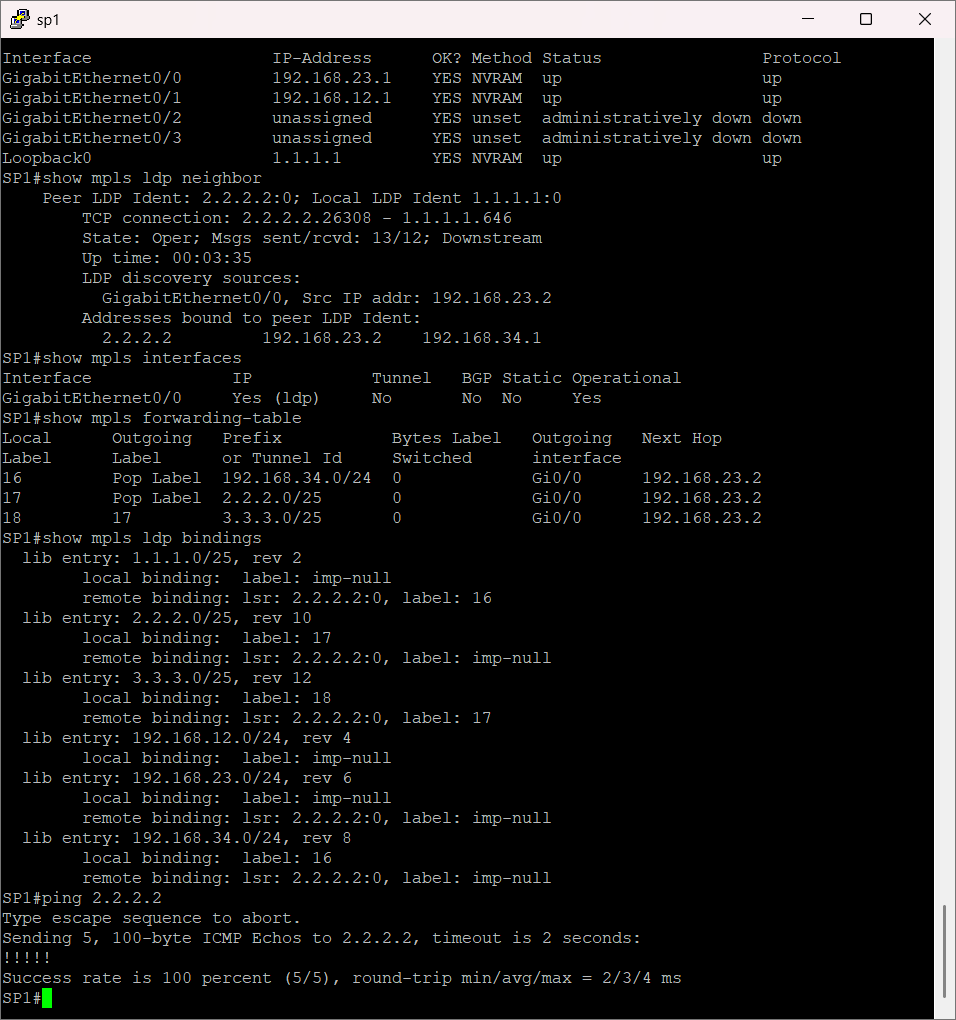 sp1
Interface                  IP-Address      OK? Method Status                Protocol
GigabitEthernet0/0         192.168.23.1    YES NVRAM  up                    up
GigabitEthernet0/1         192.168.12.1    YES NVRAM  up                    up
GigabitEthernet0/2         unassigned      YES unset  administratively down down
GigabitEthernet0/3         unassigned      YES unset  administratively down down
Loopback0                  1.1.1.1         YES NVRAM  up                    up
SP1#show mpls ldp neighbor
    Peer LDP Ident: 2.2.2.2:0; Local LDP Ident 1.1.1.1:0
        TCP connection: 2.2.2.2.26308 - 1.1.1.1.646
        State: Oper; Msgs sent/rcvd: 13/12; Downstream
        Up time: 00:03:35
        LDP discovery sources:
          GigabitEthernet0/0, Src IP addr: 192.168.23.2
        Addresses bound to peer LDP Ident:
          2.2.2.2         192.168.23.2    192.168.34.1
SP1#show mpls interfaces
Interface              IP            Tunnel   BGP Static Operational
GigabitEthernet0/0     Yes (ldp)     No       No  No     Yes
SP1#show mpls forwarding-table
Local      Outgoing   Prefix           Bytes Label   Outgoing   Next Hop
Label      Label      or Tunnel Id     Switched      interface
16         Pop Label  192.168.34.0/24  0             Gi0/0      192.168.23.2
17         Pop Label  2.2.2.0/25       0             Gi0/0      192.168.23.2
18         17         3.3.3.0/25       0             Gi0/0      192.168.23.2
SP1#show mpls ldp bindings
  lib entry: 1.1.1.0/25, rev 2
        local binding:  label: imp-null
        remote binding: lsr: 2.2.2.2:0, label: 16
  lib entry: 2.2.2.0/25, rev 10
        local binding:  label: 17
        remote binding: lsr: 2.2.2.2:0, label: imp-null
  lib entry: 3.3.3.0/25, rev 12
        local binding:  label: 18
        remote binding: lsr: 2.2.2.2:0, label: 17
  lib entry: 192.168.12.0/24, rev 4
        local binding:  label: imp-null
  lib entry: 192.168.23.0/24, rev 6
        local binding:  label: imp-null
        remote binding: lsr: 2.2.2.2:0, label: imp-null
  lib entry: 192.168.34.0/24, rev 8
        local binding:  label: 16
        remote binding: lsr: 2.2.2.2:0, label: imp-null
SP1#ping 2.2.2.2
Type escape sequence to abort.
Sending 5, 100-byte ICMP Echos to 2.2.2.2, timeout is 2 seconds:
!!!!!
Success rate is 100 percent (5/5), round-trip min/avg/max = 2/3/4 ms
SP1#